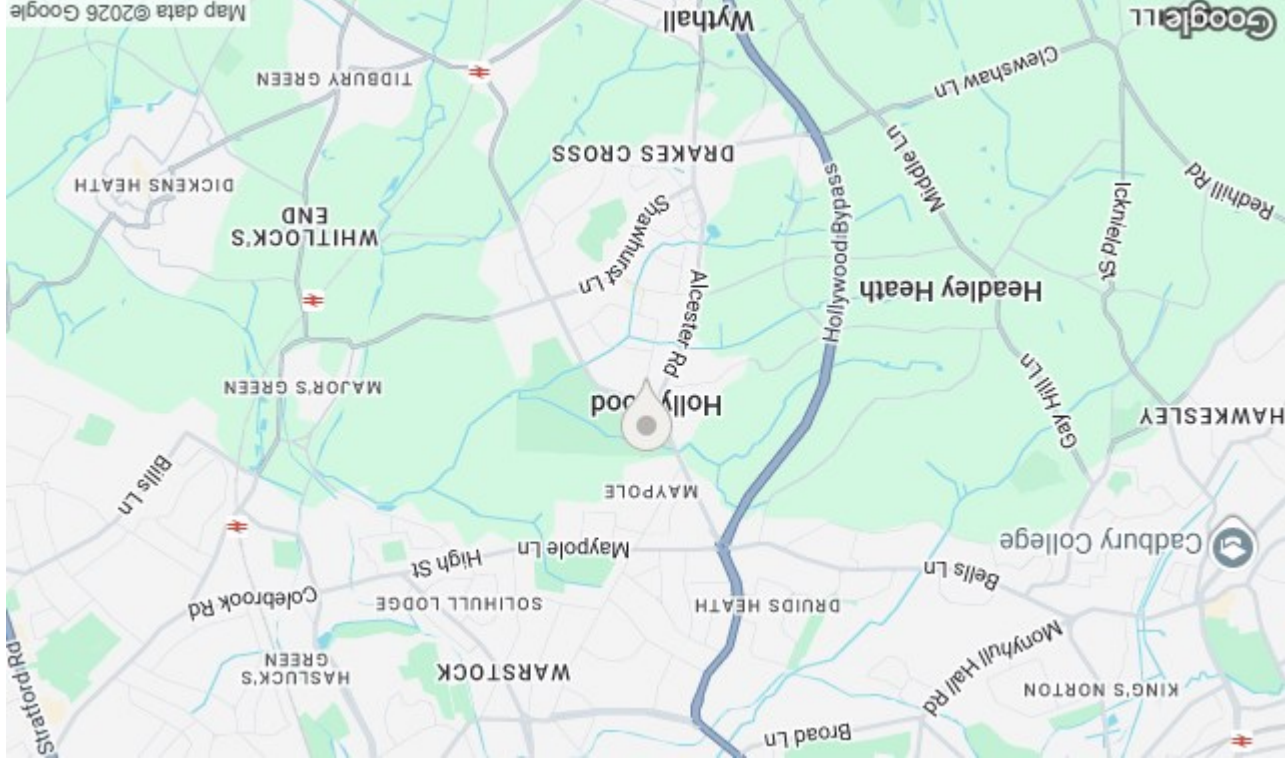 Broad Ln
KING'S NORTON
Monyhull Hall Rd
WARSTOCK
HASLUCK'S
GREEN
Stratford Rd
DRUIDS HEATH
SOLIHULL LODGE
Colebrook Rd
Cadbury College
Bells Ln
Maypole Ln
High St
MAYPOLE
Bills Ln
HAWKESLEY
Gay Hill Ln
Hollywood
MAJOR'S GREEN
Alcester Rd
Headley Heath
Hollywood Bypass
Shawhurst Ln
Icknield St
WHITLOCK'S
END
Redhill Rd
Middle Ln
DRAKES CROSS
DICKENS HEATH
Clewshaw Ln
TIDBURY GREEN
Wythall
Google
Map data ©2026 Google